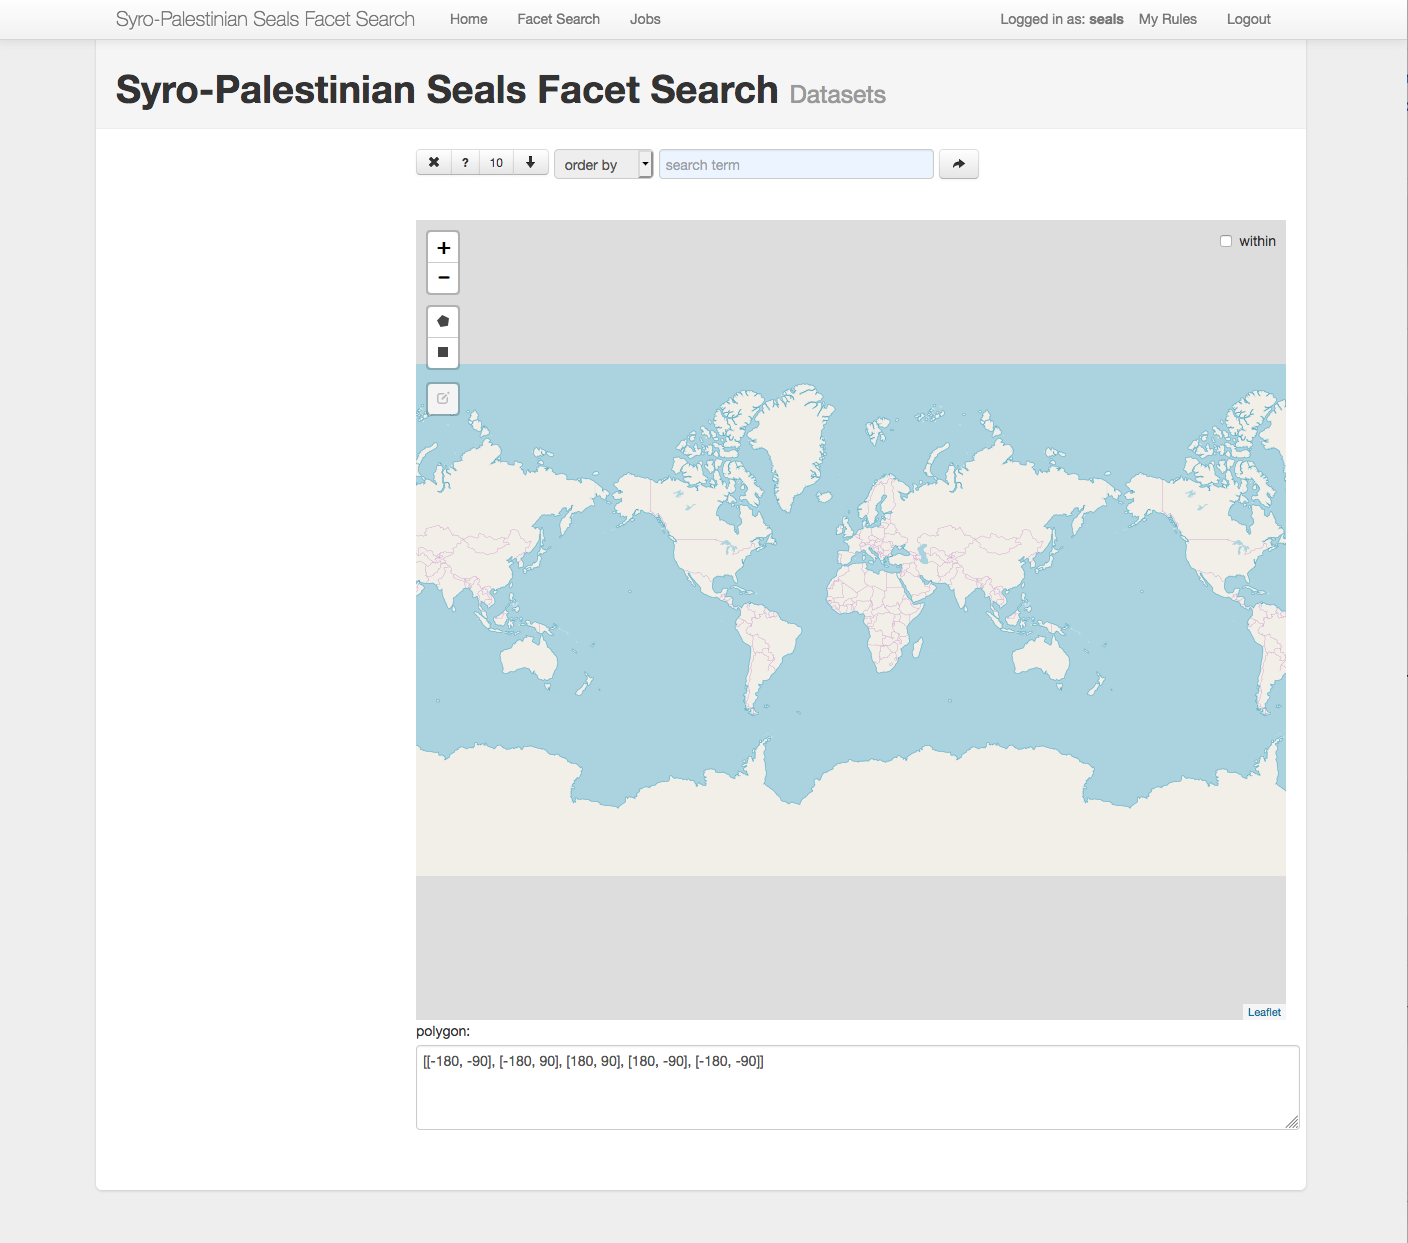 Syro-Palestinian Seals Facet Search Home Facet Search Jobs Logged in as: seals My Rules Logout
Syro-Palestinian Seals Facet Search Datasets
? 10 order by search term
+
within
−
Leaflet
polygon:
[[-180, -90], [-180, 90], [180, 90], [180, -90], [-180, -90]]